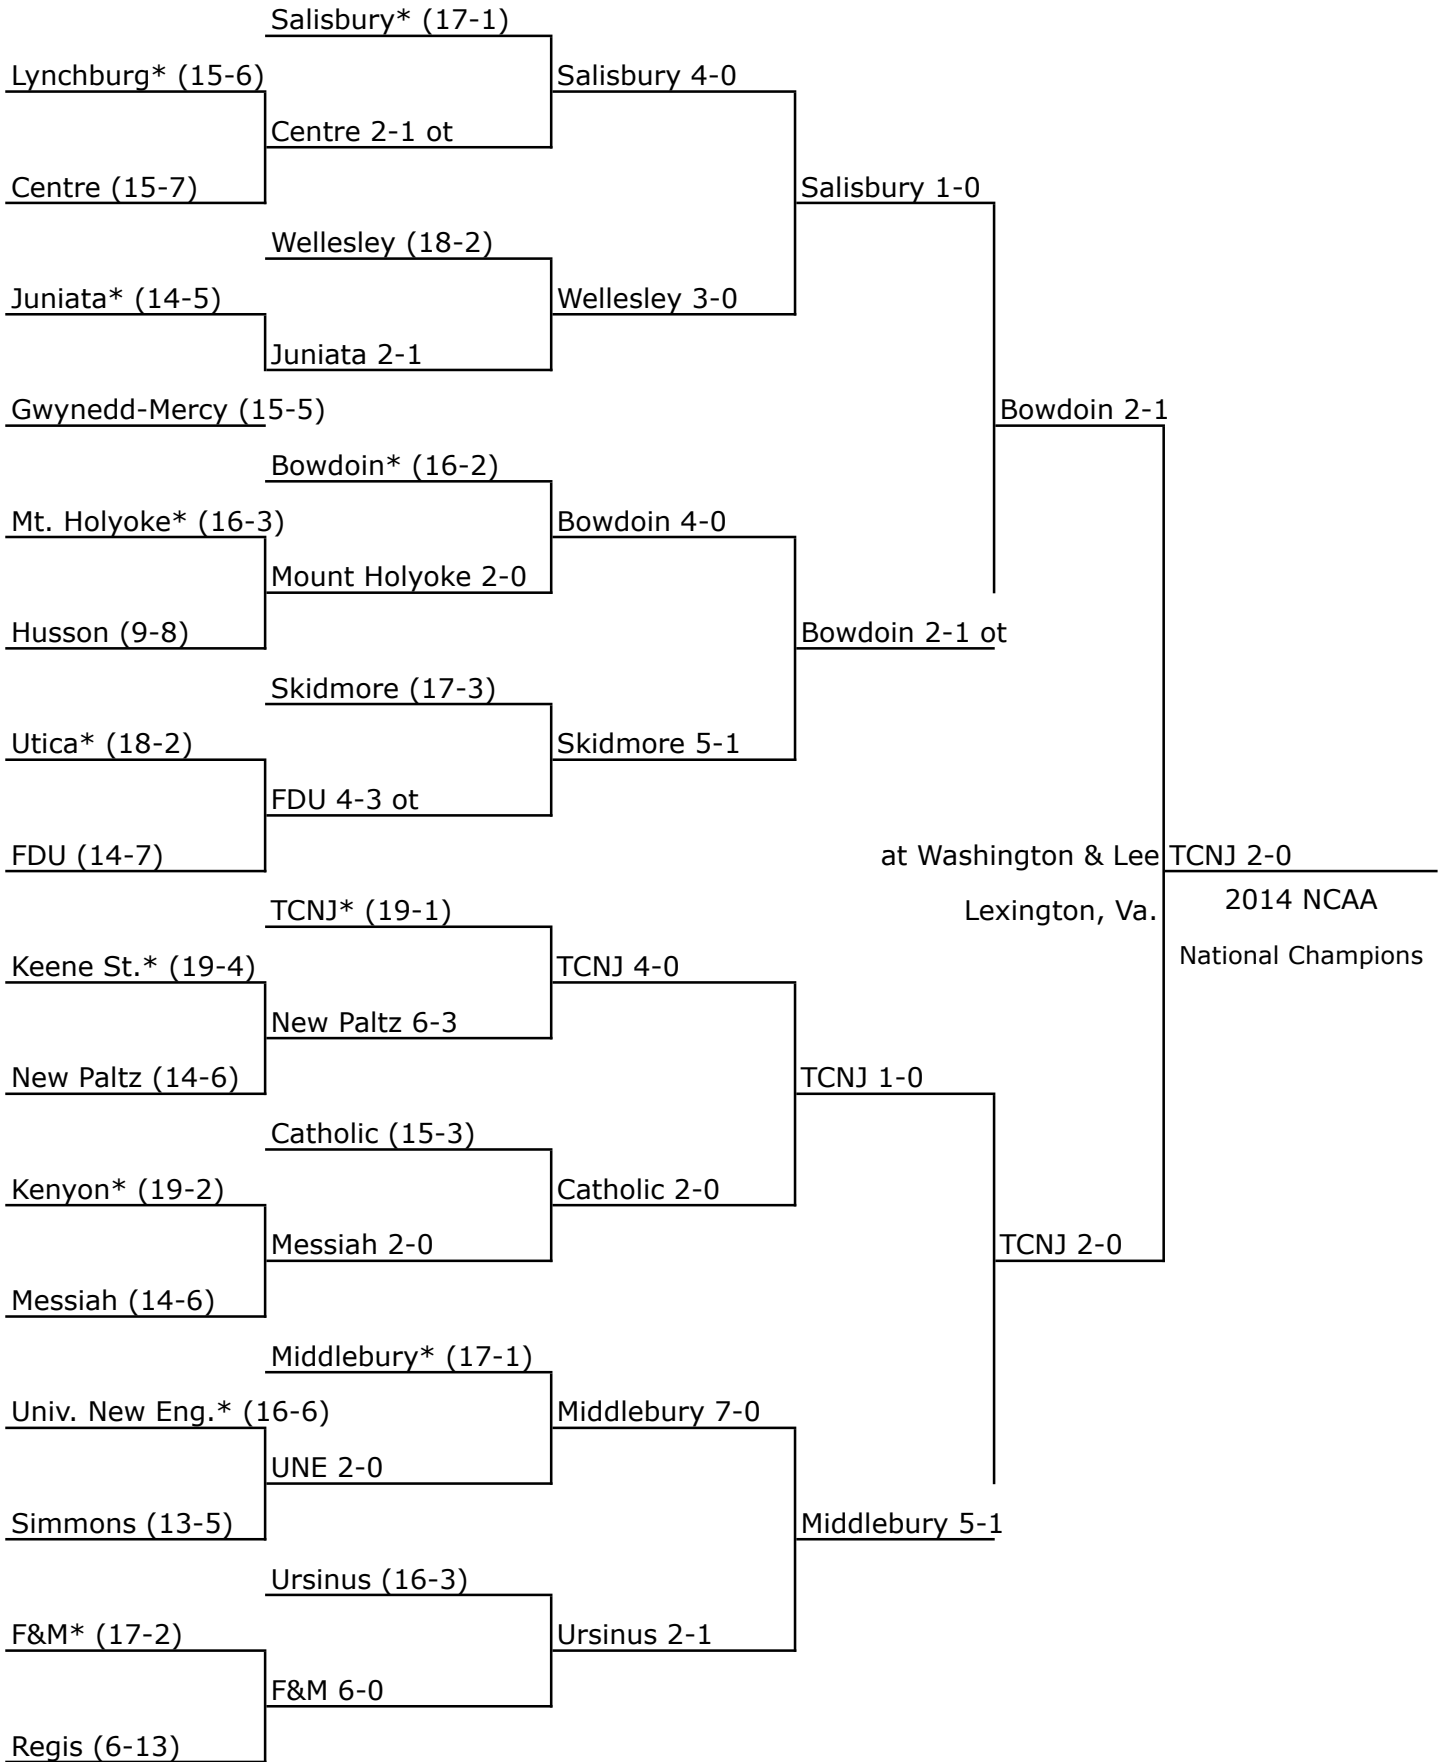 Salisbury* (17-1)
Lynchburg* (15-6)
Salisbury 4-0
Centre 2-1 ot
Centre (15-7)
Salisbury 1-0
Wellesley (18-2)
Juniata* (14-5)
Wellesley 3-0
Juniata 2-1
Gwynedd-Mercy (15-5)
Bowdoin 2-1
Bowdoin* (16-2)
Mt. Holyoke* (16-3)
Bowdoin 4-0
Mount Holyoke 2-0
Husson (9-8)
Bowdoin 2-1 ot
Skidmore (17-3)
Utica* (18-2)
Skidmore 5-1
FDU 4-3 ot
FDU (14-7)
at Washington & Lee
TCNJ 2-0
2014 NCAA
TCNJ* (19-1)
Lexington, Va.
National Champions
Keene St.* (19-4)
TCNJ 4-0
New Paltz 6-3
New Paltz (14-6)
TCNJ 1-0
Catholic (15-3)
Kenyon* (19-2)
Catholic 2-0
Messiah 2-0
TCNJ 2-0
Messiah (14-6)
Middlebury* (17-1)
Univ. New Eng.* (16-6)
Middlebury 7-0
UNE 2-0
Simmons (13-5)
Middlebury 5-1
Ursinus (16-3)
F&M* (17-2)
Ursinus 2-1
F&M 6-0
Regis (6-13)